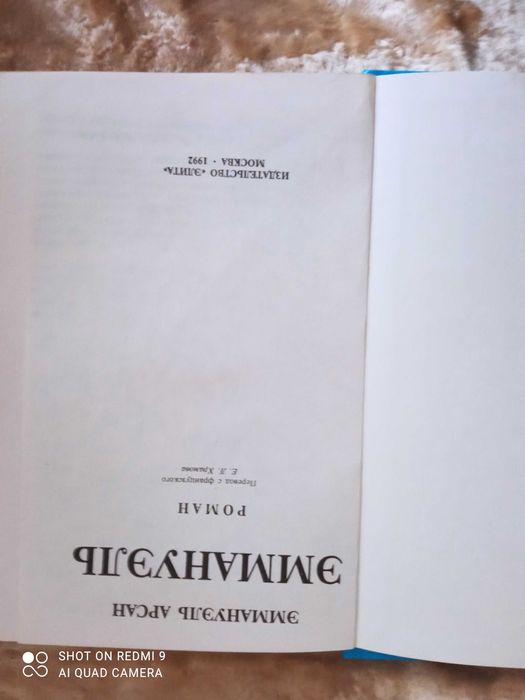 ЭММАНУЭЛЬ АРСАН
ЭММАНУЭЛЬ
РОМАН
Перевод с французского
Е. Л. Храмова
ИЗДАТЕЛЬСТВО «ЭЛИТА»
МОСКВА · 1992
SHOT ON REDMI 9
AI QUAD CAMERA